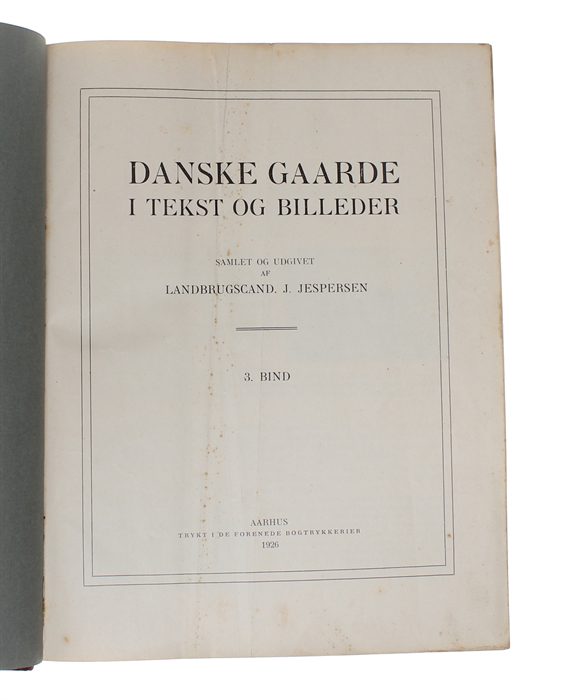 DANSKE GAARDE
I TEKST OG BILLEDER
SAMLET OG UDGIVET
AF
LANDBRUGSCAND. J. JESPERSEN
3. BIND
AARHUS
TRYKT I DE FORENEDE BOGTRYKKERIER
1926